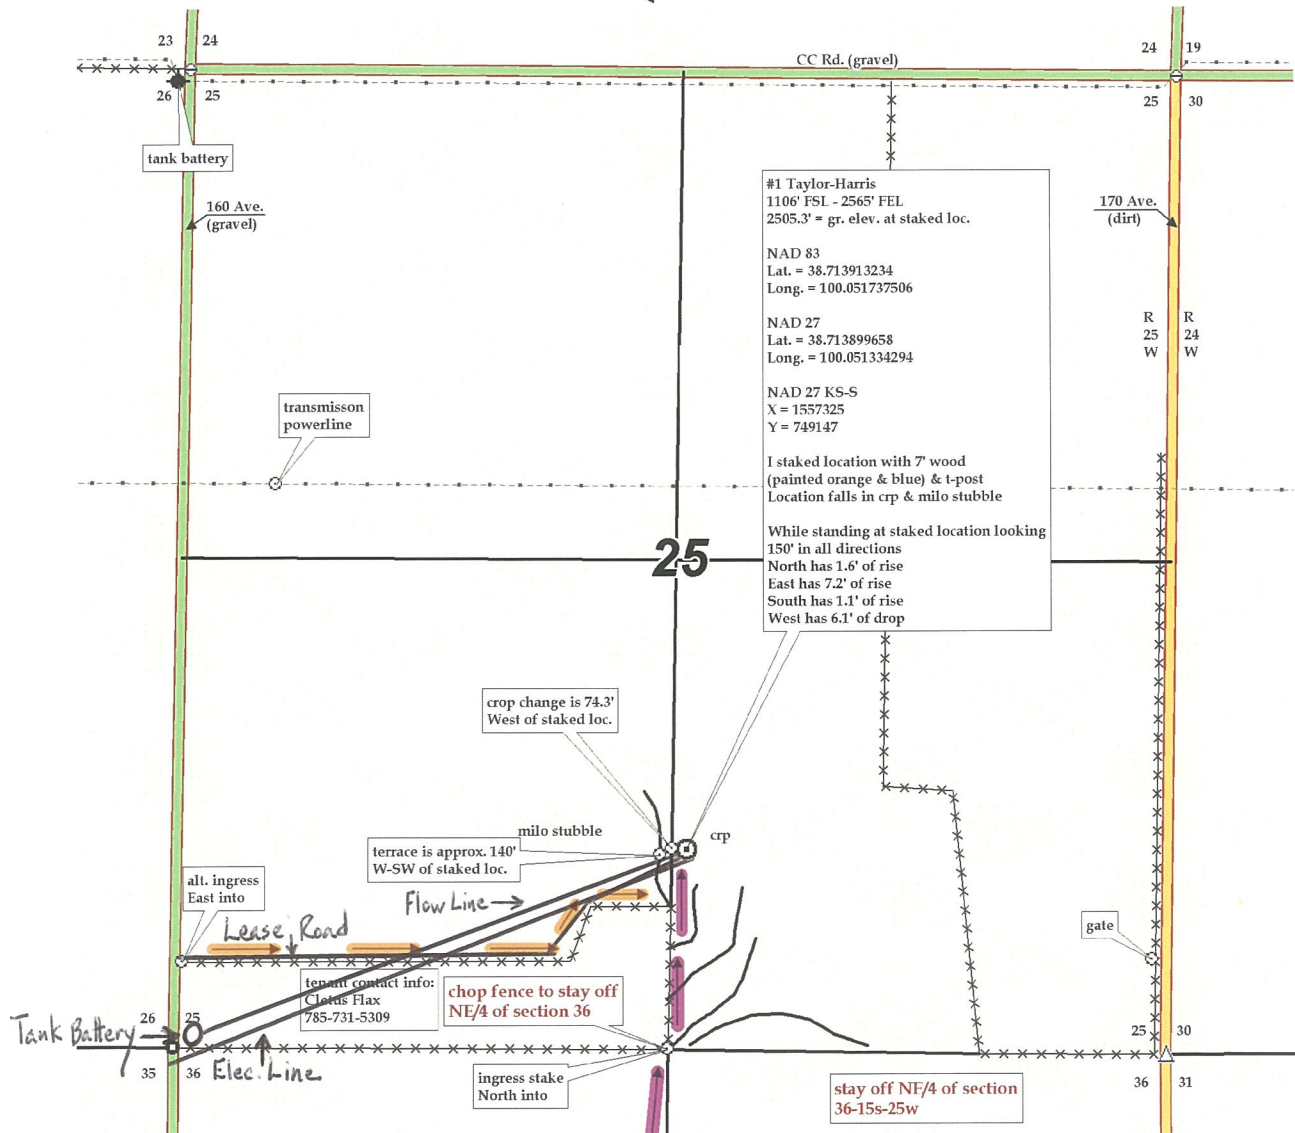 23
24
CC Rd. (gravel)
24
19
26
25
25
30
tank battery
160 Ave.
(gravel)
#1 Taylor-Harris
1106' FSL - 2565' FEL
2505.3' = gr. elev. at staked loc.
NAD 83
Lat. = 38.713913234
Long. = 100.051737506
NAD 27
Lat. = 38.713899658
Long. = 100.051334294
NAD 27 KS-S
X = 1557325
Y = 749147
I staked location with 7' wood
(painted orange & blue) & t-post
Location falls in crp & milo stubble
While standing at staked location looking
150' in all directions
North has 1.6' of rise
East has 7.2' of rise
South has 1.1' of rise
West has 6.1' of drop
170 Ave.
(dirt)
R R
25 24
W W
transmisson
powerline
25
crop change is 74.3'
West of staked loc.
milo stubble
crp
terrace is approx. 140'
W-SW of staked loc.
alt. ingress
East into
Flow Line
Lease Road
gate
tenant contact info:
Cletus Flax
785-731-5309
chop fence to stay off
NE/4 of section 36
Tank Battery
26
25
25
30
35
36
Elec. Line
ingress stake
North into
36
31
stay off NE/4 of section
36-15s-25w